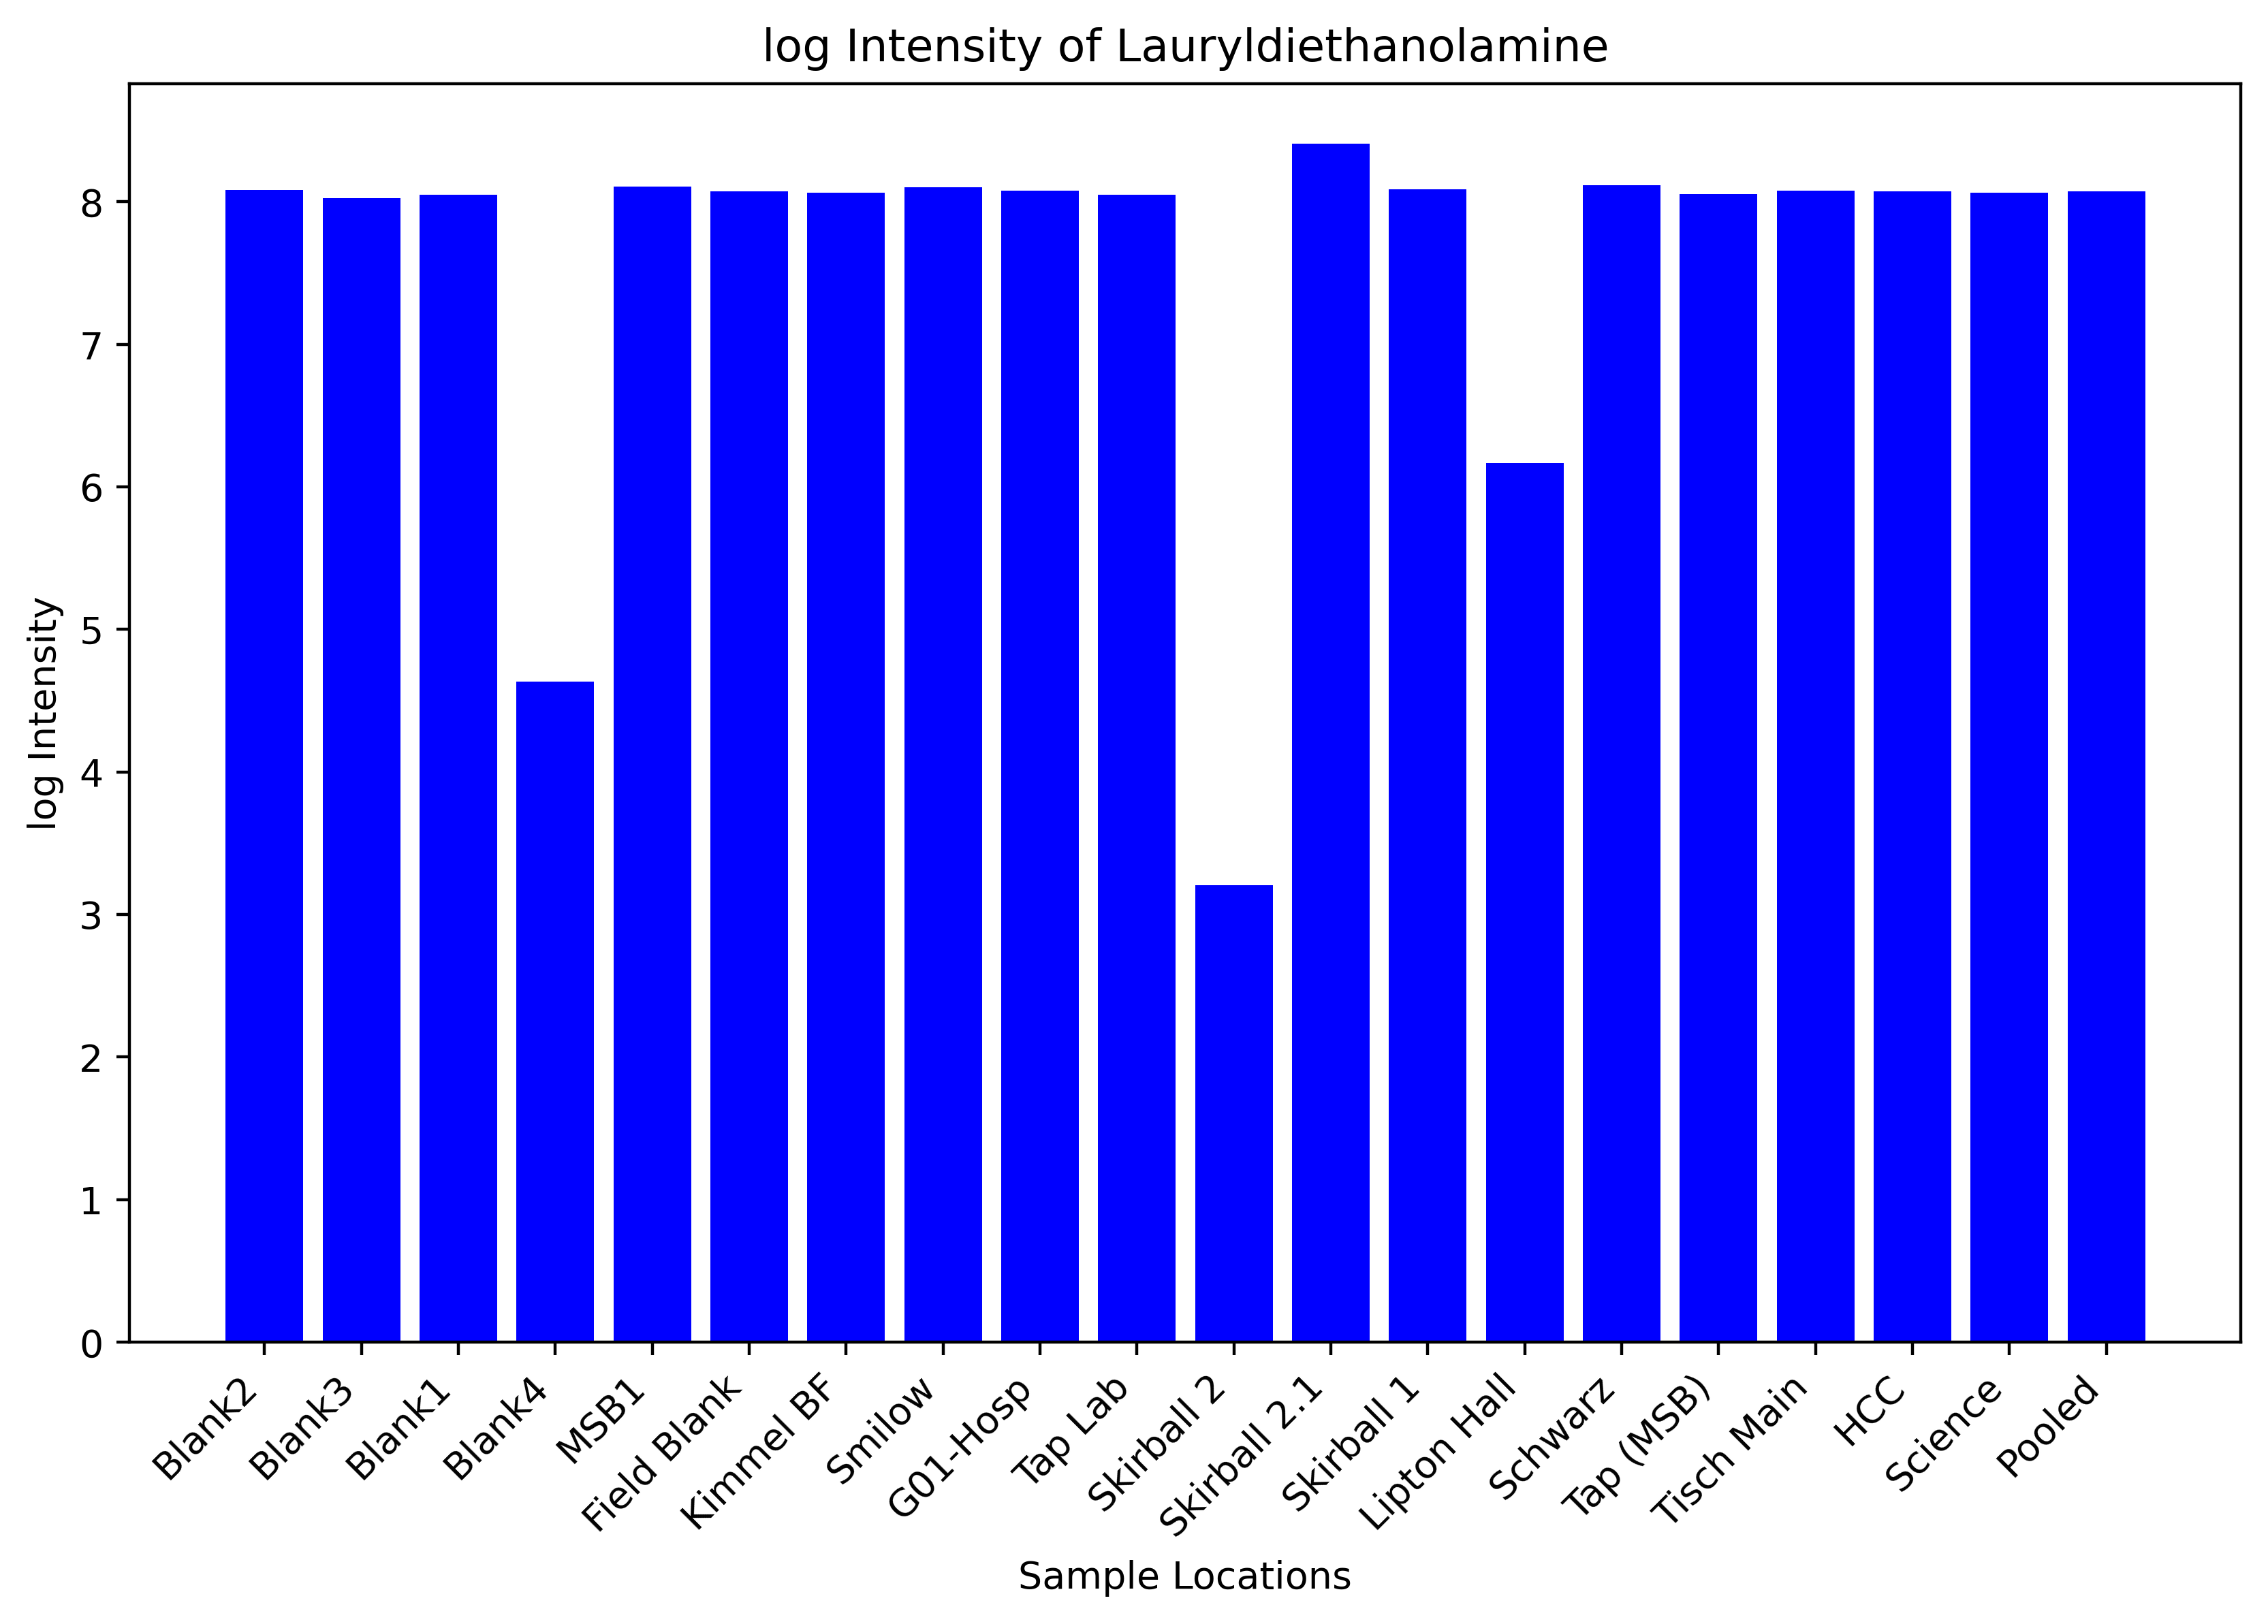 log Intensity of Lauryldiethanolamine
log Intensity
8
7
6
5
4
3
2
1
0
Blank2
Blank3
Blank1
Blank4
MSB1
Field Blank
Kimmel BF
Smilow
G01-Hosp
Tap Lab
Skirball 2
Skirball 2.1
Skirball 1
Lipton Hall
Schwarz
Tap (MSB)
Tisch Main
HCC
Science
Pooled
Sample Locations